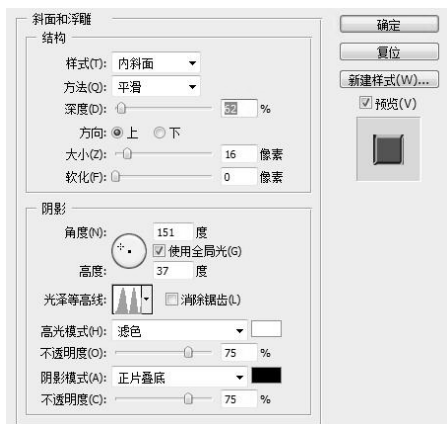 斜面和浮雕
结构
样式(T): 内斜面
方法(Q): 平滑
深度(D): 52 %
方向: 上 下
大小(Z): 16 像素
软化(F): 0 像素
阴影
角度(N): 151 度
使用全局光(G)
高度: 37 度
光泽等高线: 消除锯齿(L)
高光模式(H): 滤色
不透明度(O): 75 %
阴影模式(A): 正片叠底
不透明度(C): 75 %
确定
复位
新建样式(W)...
预览(V)